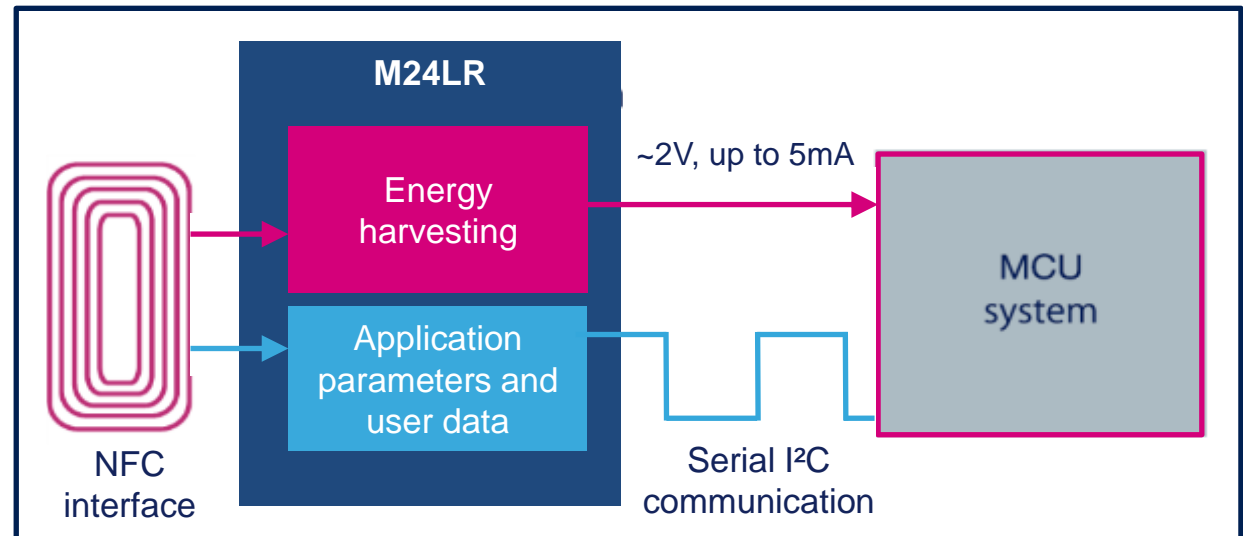 M24LR
Energy
harvesting
~2V, up to 5mA
MCU
system
Application
parameters and
user data
NFC
interface
Serial I²C
communication